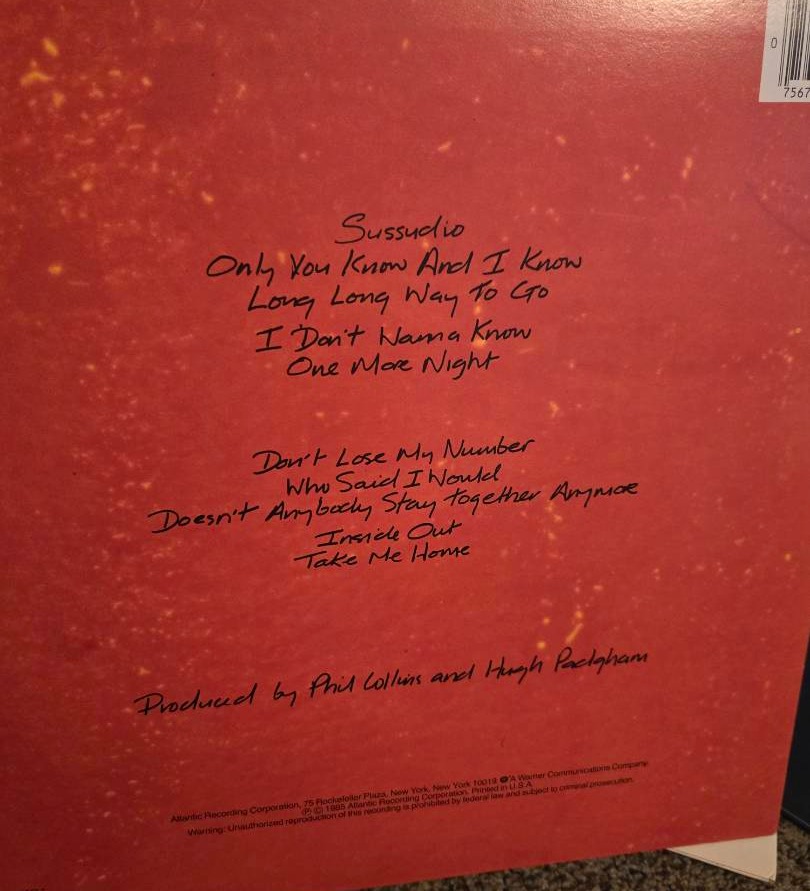 0
7567
Sussudio
Only You Know And I Know
Long Long Way To Go
I Don't Wanna Know
One More Night
Don't Lose My Number
Who Said I Would
Doesn't Anybody Stay Together Anymore
Inside Out
Take Me Home
Produced by Phil Collins and Hugh Padgham
Atlantic Recording Corporation, 75 Rockefeller Plaza, New York, New York 10019 A Warner Communications Company
℗ © 1985 Atlantic Recording Corporation. Printed in U.S.A.
Warning: Unauthorized reproduction of this recording is prohibited by federal law and subject to criminal prosecution.